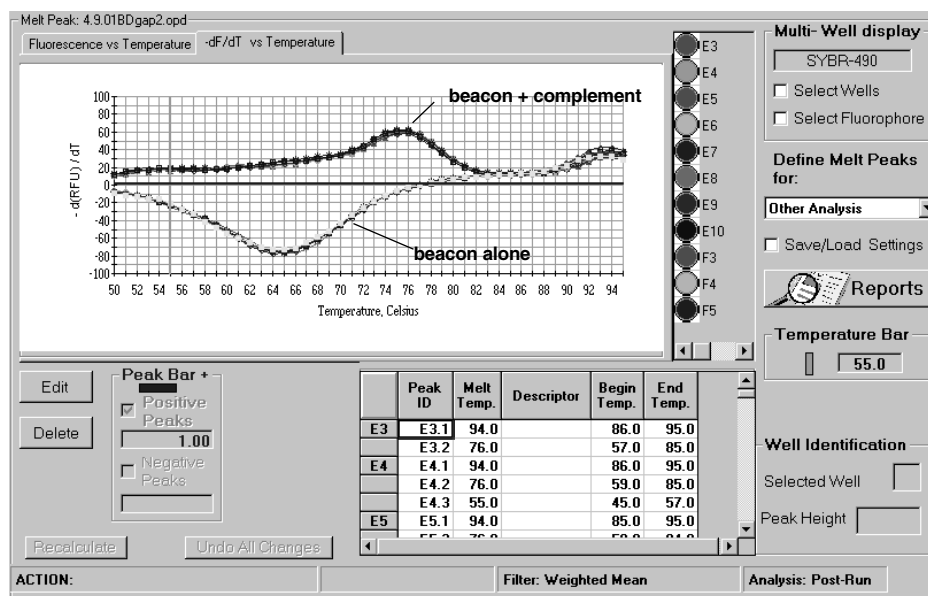 Melt Peak: 4.9.01BDgap2.opd
Fluorescence vs Temperature
-dF/dT vs Temperature
beacon + complement
- d(RFU) / dT
100
80
60
40
20
0
-20
-40
-60
-80
-100
beacon alone
50 52 54 56 58 60 62 64 66 68 70 72 74 76 78 80 82 84 86 88 90 92 94
Temperature, Celsius
E3
E4
E5
E6
E7
E8
E9
E10
F3
F4
F5
Multi- Well display
SYBR-490
Select Wells
Select Fluorophore
Define Melt Peaks
for:
Other Analysis
Save/Load Settings
Reports
Temperature Bar
55.0
Edit
Delete
Peak Bar +
Positive
Peaks
1.00
Negative
Peaks
Recalculate
Undo All Changes
Peak ID Melt Temp. Descriptor Begin Temp. End Temp.
E3 E3.1 94.0 86.0 95.0
E3.2 76.0 57.0 85.0
E4 E4.1 94.0 86.0 95.0
E4.2 76.0 59.0 85.0
E4.3 55.0 45.0 57.0
E5 E5.1 94.0 85.0 95.0
Well Identification
Selected Well
Peak Height
ACTION:
Filter: Weighted Mean
Analysis: Post-Run